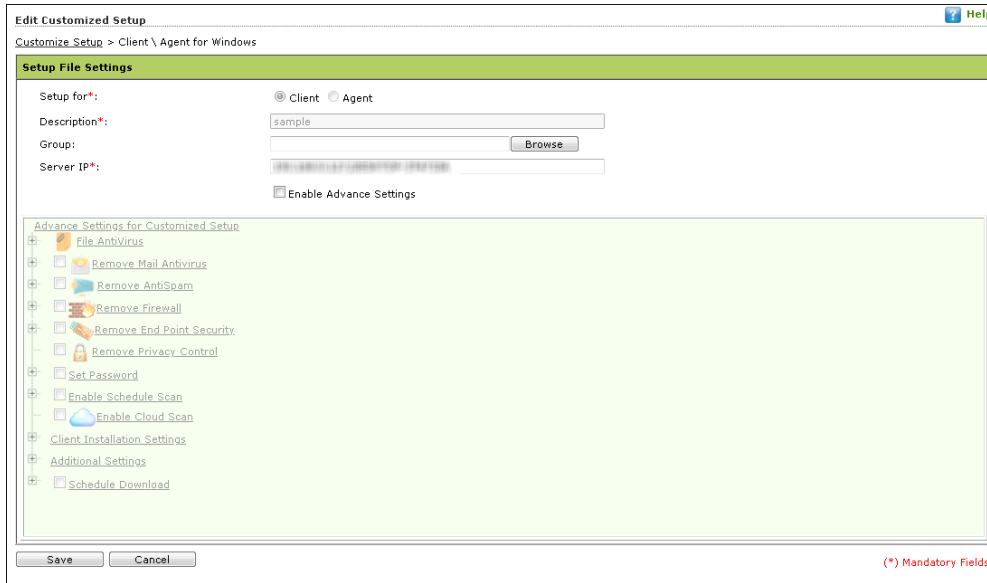 Edit Customized Setup
Help
Customize Setup > Client \ Agent for Windows
Setup File Settings
Setup for*:
Client
Agent
Description*:
sample
Group:
Browse
Server IP*:
Enable Advance Settings
Advance Settings for Customized Setup
File AntiVirus
Remove Mail Antivirus
Remove AntiSpam
Remove Firewall
Remove End Point Security
Remove Privacy Control
Set Password
Enable Schedule Scan
Enable Cloud Scan
Client Installation Settings
Additional Settings
Schedule Download
Save
Cancel
(*) Mandatory Fields